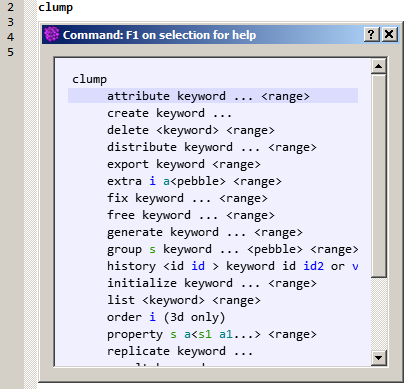 2 clump
3
4
5
Command: F1 on selection for help
clump
attribute keyword ... <range>
create keyword ...
delete <keyword> <range>
distribute keyword ... <range>
export keyword <range>
extra i a<pebble> <range>
fix keyword ... <range>
free keyword ... <range>
generate keyword ... <range>
group s keyword ... <pebble> <range>
history <id id > keyword id id2 or v
initialize keyword ... <range>
list <keyword> <range>
order i (3d only)
property s a<s1 a1...> <range>
replicate keyword ...